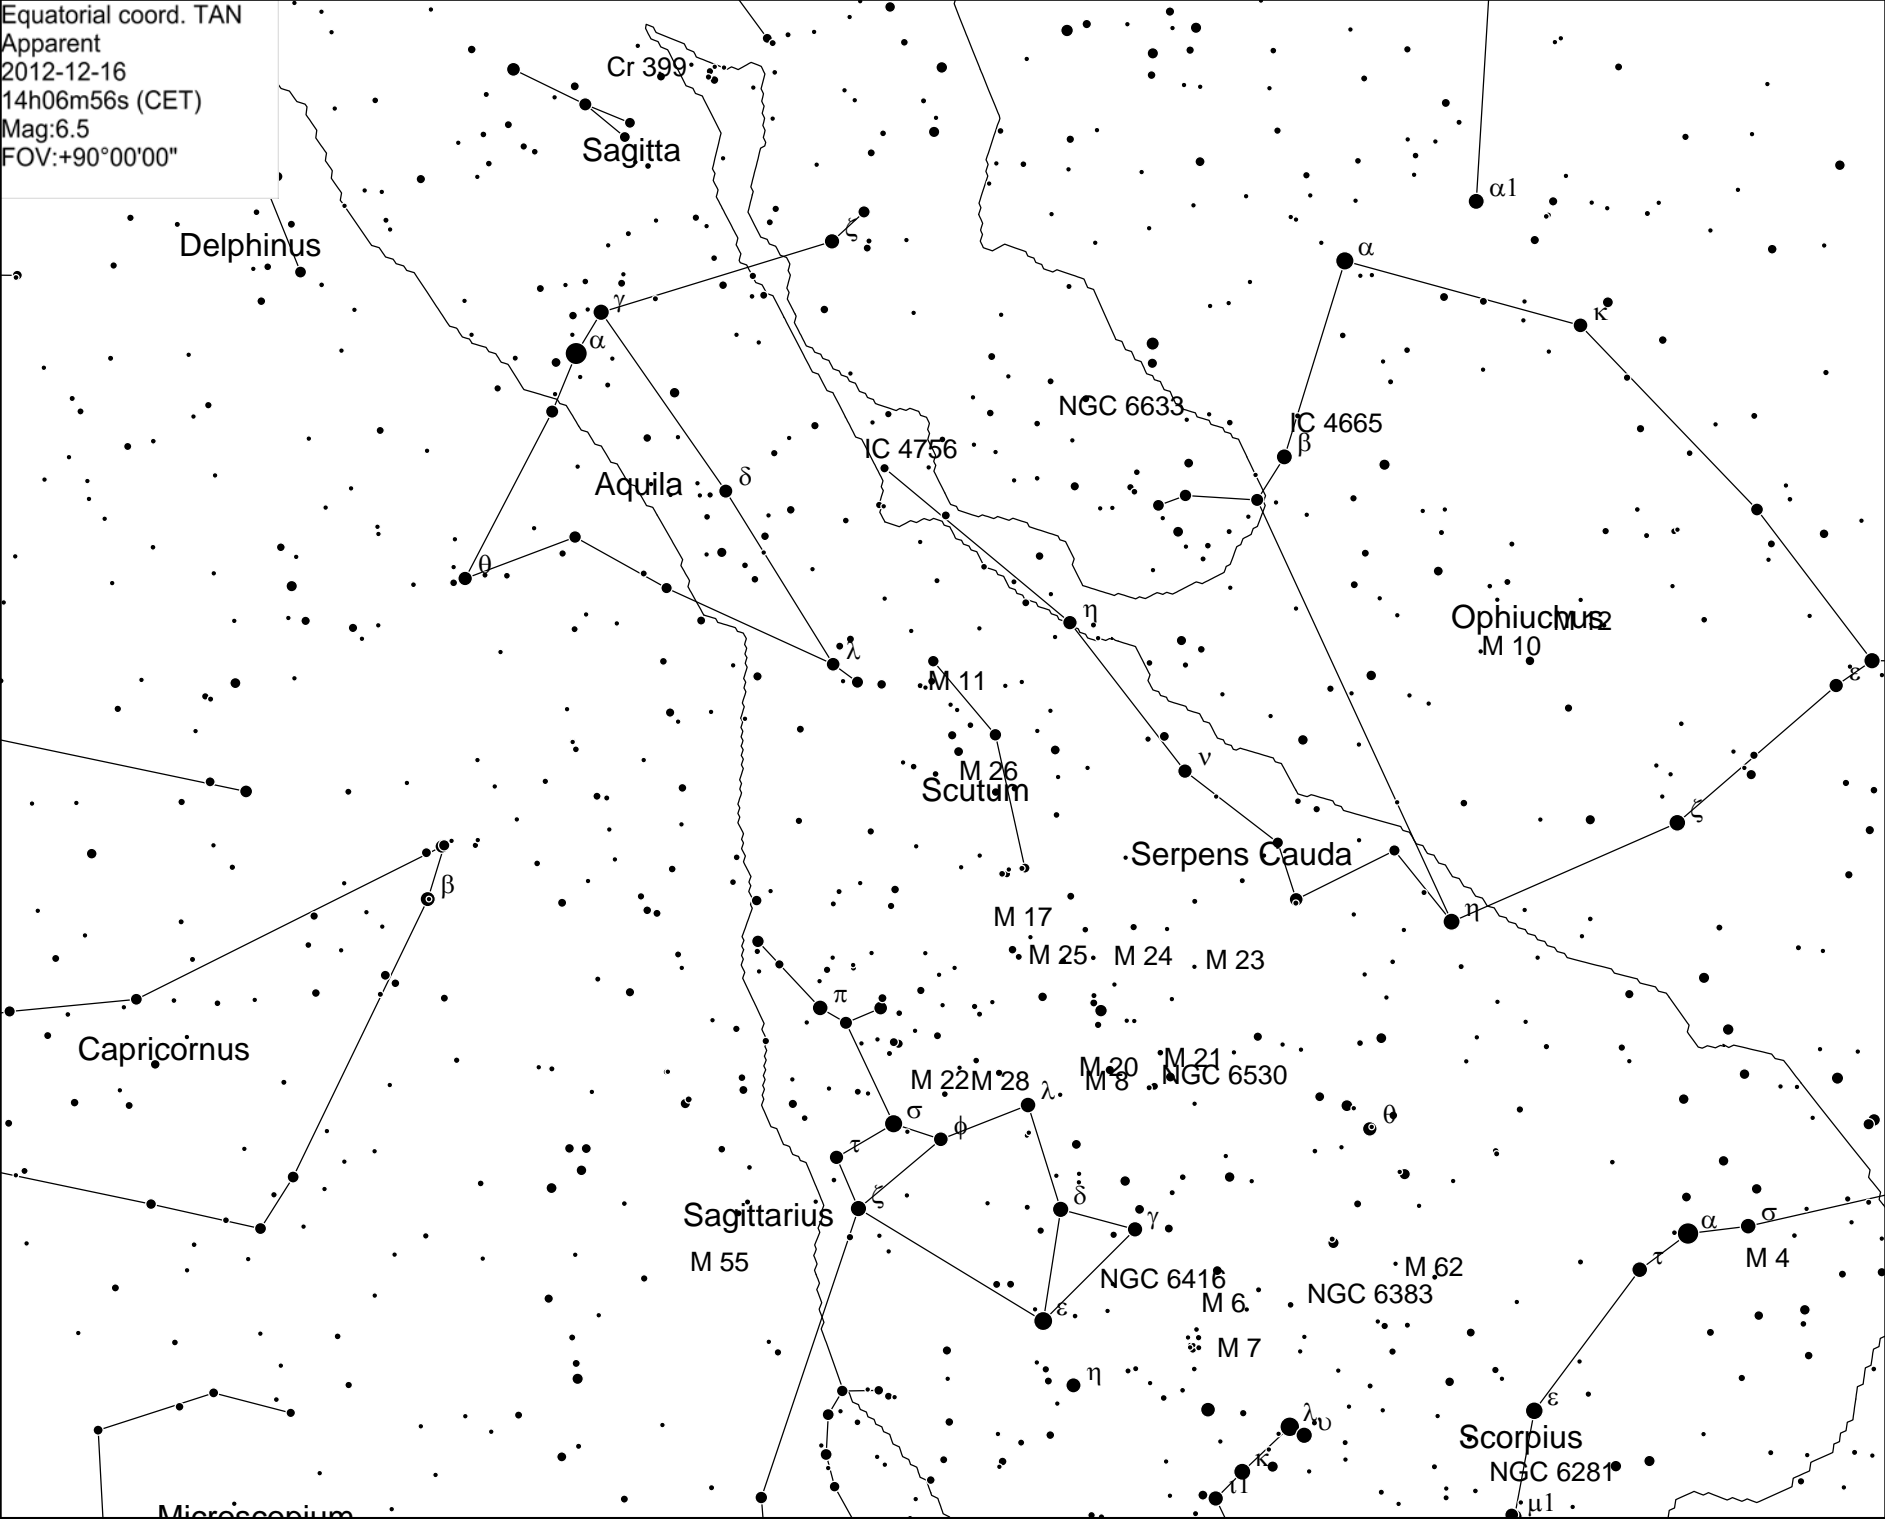 Equatorial coord. TAN
Apparent
2012-12-16
14h06m56s (CET)
Mag:6.5
FOV:+90°00'00"
Cr 399
Sagitta
α1
Delphinus
ζ
α
γ
κ
α
NGC 6633
IC 4665
β
IC 4756
Aquila
δ
θ
η
Ophiuchus
M 12
M 10
λ
ε
M 11
ν
M 26
Scutum
ζ
Serpens Cauda
β
η
M 17
M 25
M 24
M 23
π
Capricornus
M 21
M 20
NGC 6530
M 22
M 28
M 8
λ
σ
θ
ϕ
τ
ζ
δ
Sagittarius
γ
σ
α
M 55
τ
M 4
M 62
NGC 6416
NGC 6383
M 6
ε
M 7
η
ε
λ
υ
Scorpius
κ
NGC 6281
ι1
μ1
Microscopium